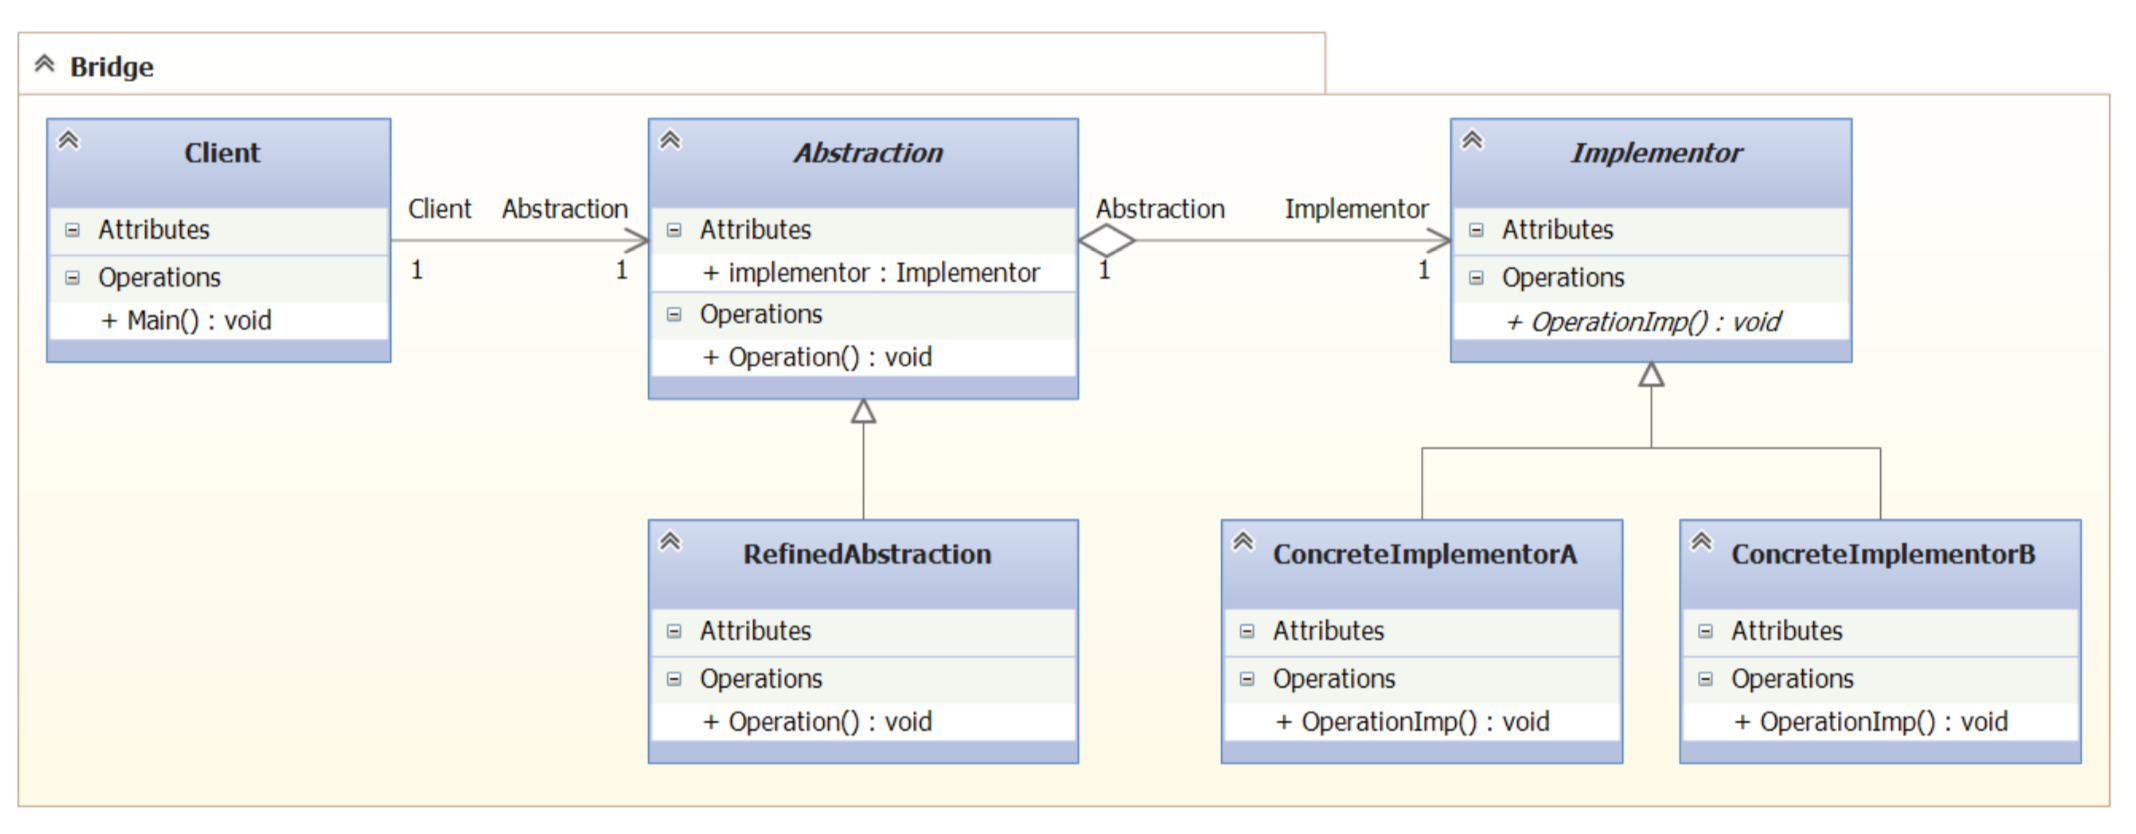 Bridge
Client
Attributes
Operations
+ Main() : void
Client Abstraction
1 1
Abstraction
Attributes
+ implementor : Implementor
Operations
+ Operation() : void
Abstraction Implementor
1 1
Implementor
Attributes
Operations
+ OperationImp() : void
RefinedAbstraction
Attributes
Operations
+ Operation() : void
ConcreteImplementorA
Attributes
Operations
+ OperationImp() : void
ConcreteImplementorB
Attributes
Operations
+ OperationImp() : void